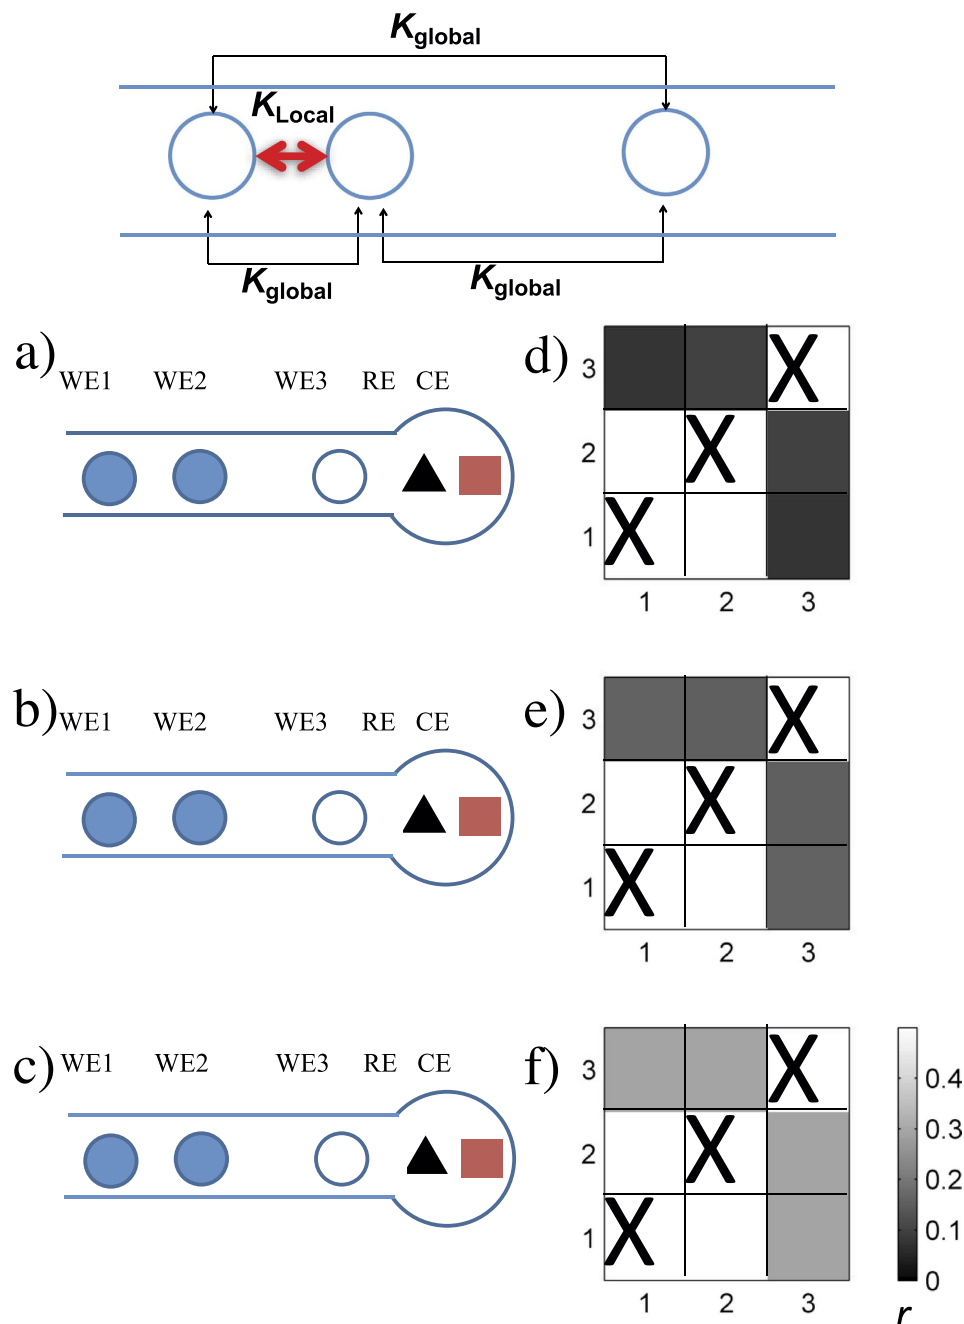 Kglobal
KLocal
Kglobal
Kglobal
a)
WE1 WE2 WE3 RE CE
d)
3
X
2
X
1
X
1 2 3
b)
WE1 WE2 WE3 RE CE
e)
3
X
2
X
1
X
1 2 3
c)
WE1 WE2 WE3 RE CE
f)
3
X
2
X
1
X
1 2 3
0.4
0.3
0.2
0.1
0
r